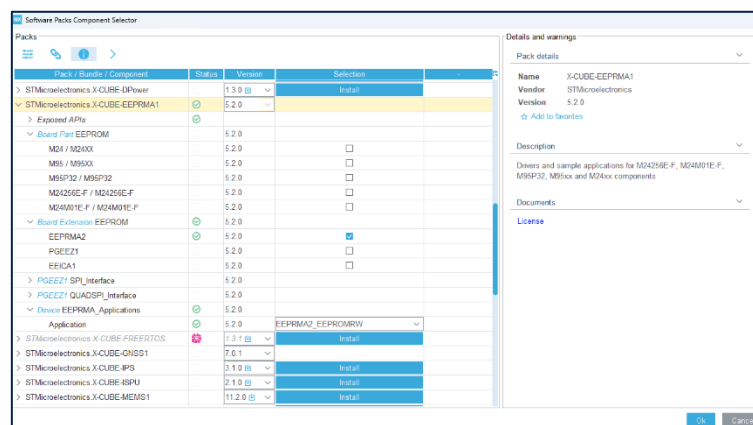 MX Software Packs Component Selector
Packs
Pack / Bundle / Component Status Version Selection -
STMicroelectronics.X-CUBE-DPower 1.3.0 Install
STMicroelectronics.X-CUBE-EEPRMA1 5.2.0
Exposed APIs
Board Part EEPROM 5.2.0
M24 / M24XX 5.2.0
M95 / M95XX 5.2.0
M95P32 / M95P32 5.2.0
M24256E-F / M24256E-F 5.2.0
M24M01E-F / M24M01E-F 5.2.0
Board Extension EEPROM 5.2.0
EEPRMA2 5.2.0
PGEEZ1 5.2.0
EEICA1 5.2.0
PGEEZ1 SPI_Interface 5.2.0
PGEEZ1 QUADSPI_Interface 5.2.0
Device EEPRMA_Applications 5.2.0
Application 5.2.0 EEPRMA2_EEPROMRW
STMicroelectronics.X-CUBE-FREERTOS 1.3.1 Install
STMicroelectronics.X-CUBE-GNSS1 7.0.1
STMicroelectronics.X-CUBE-IPS 3.1.0 Install
STMicroelectronics.X-CUBE-ISPU 2.1.0 Install
STMicroelectronics.X-CUBE-MEMS1 11.2.0 Install
Details and warnings
Pack details
Name X-CUBE-EEPRMA1
Vendor STMicroelectronics
Version 5.2.0
Add to favorites
Description
Drivers and sample applications for M24256E-F, M24M01E-F,
M95P32, M95xx and M24xx components
Documents
License
Ok Cance